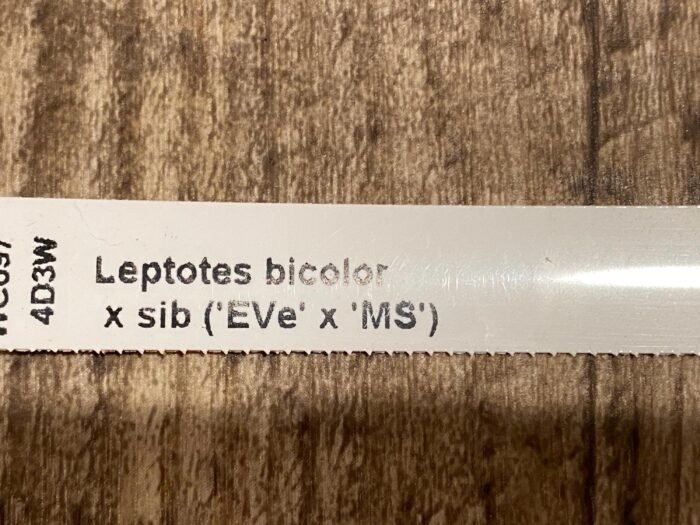 4D3W
Leptotes bicolor
x sib ('EVe' x 'MS')